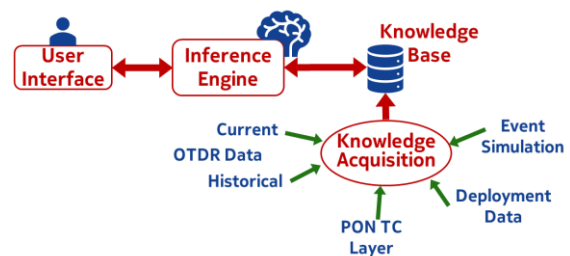 User
Interface
Inference
Engine
Knowledge
Base
Current
OTDR Data
Historical
Knowledge
Acquisition
Event
Simulation
Deployment
Data
PON TC
Layer